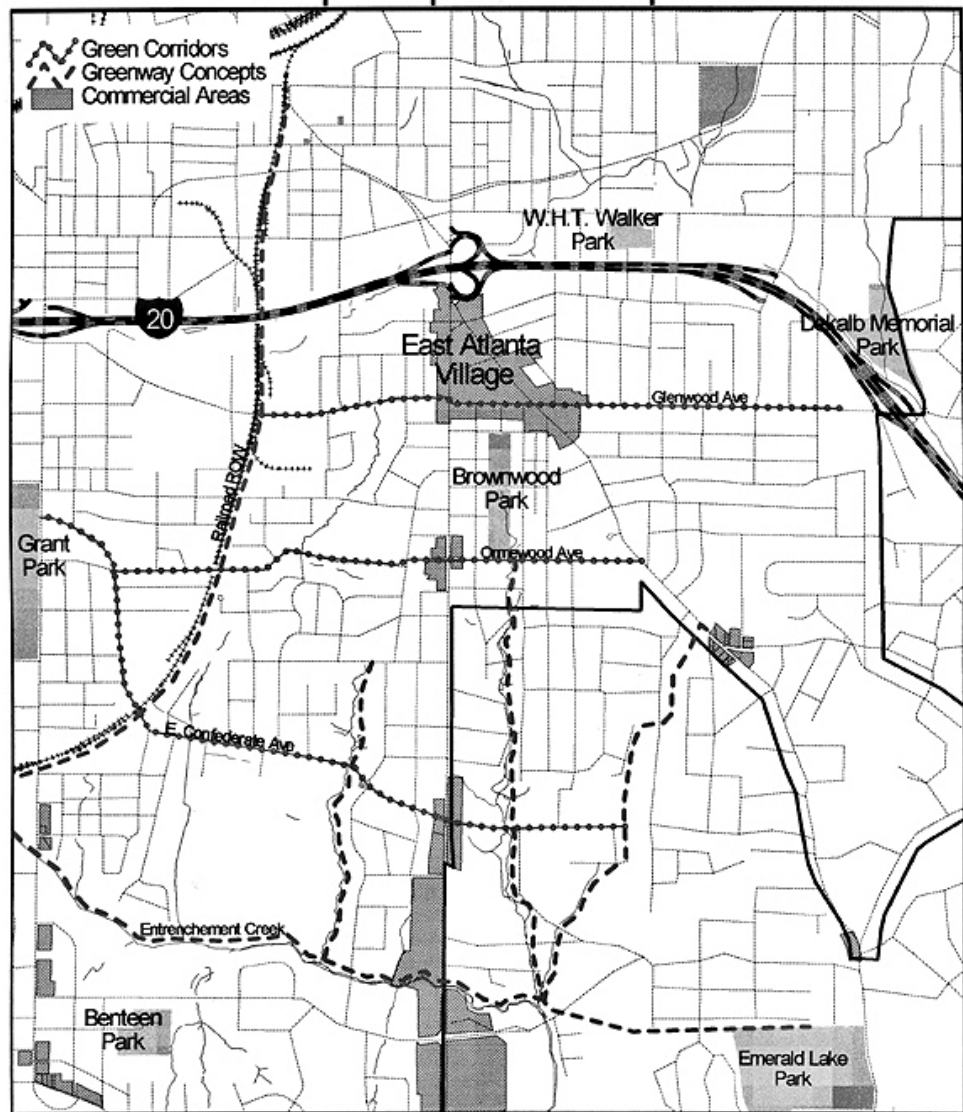 Green Corridors
Greenway Concepts
Commercial Areas
W.H.T. Walker
Park
20
Dekalb Memorial
Park
East Atlanta
Village
Glenwood Ave
Railroad ROW
Brownwood
Park
Grant
Park
Ormewood Ave
E. Confederate Ave
Entrenchement Creek
Benteen
Park
Emerald Lake
Park